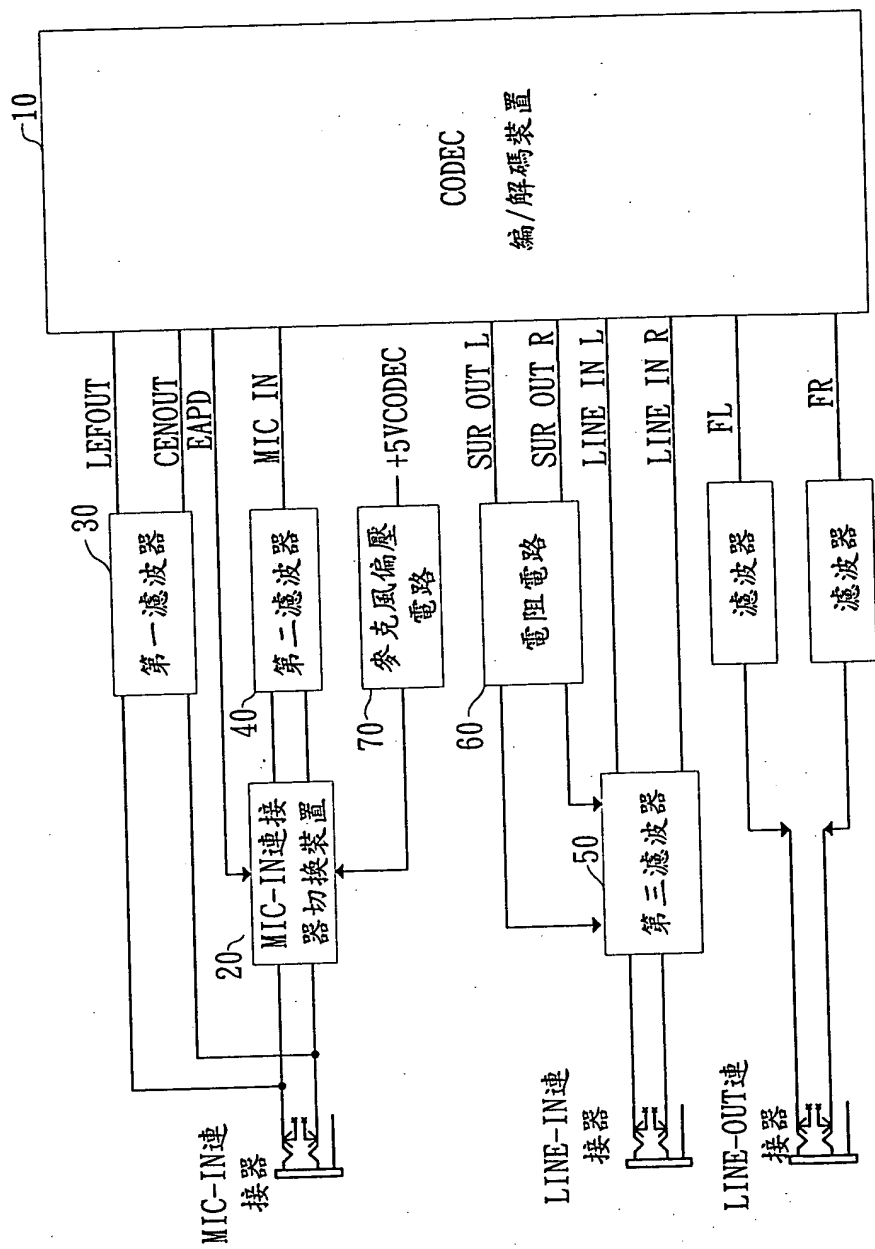 10
CODEC
編/解碼裝置
LEFOUT
CENOUT
EAPD
MIC IN
+5VCODEC
SUR OUT L
SUR OUT R
LINE IN L
LINE IN R
FL
FR
30
第一濾波器
40
第二濾波器
70
麥克風偏壓
電路
60
電阻電路
濾波器
濾波器
20
MIC-IN連接
器切換裝置
50
第三濾波器
MIC-IN連
接器
LINE-IN連
接器
LINE-OUT連
接器